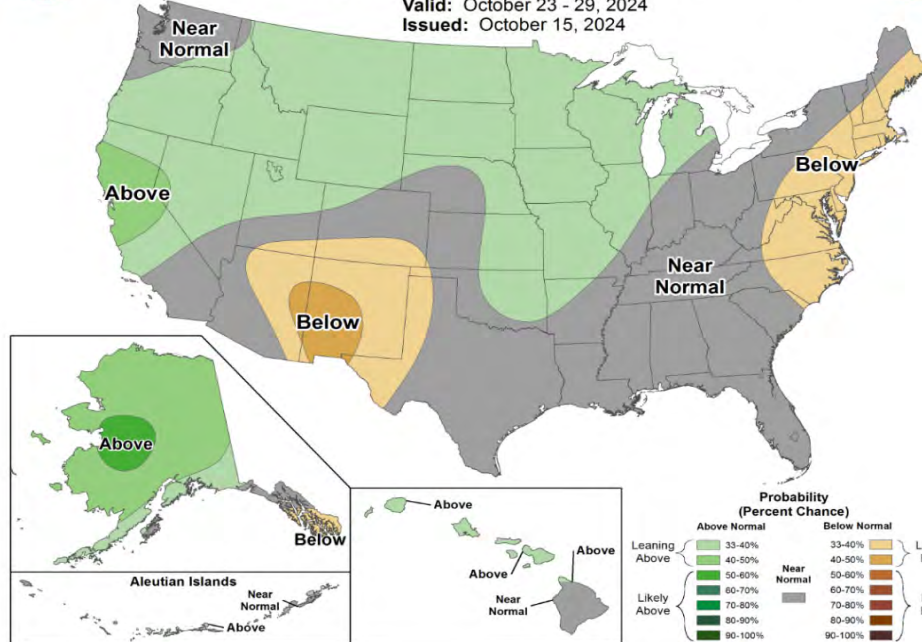 Valid: October 23 - 29, 2024
Issued: October 15, 2024
Near
Normal
Above
Below
Near
Normal
Below
Above
Below
Aleutian Islands
Near
Normal
Above
Above
Above
Above
Near
Normal
Probability
(Percent Chance)
Above Normal
Below Normal
Leaning
Above
33-40%
33-40%
40-50%
40-50%
Likely
Above
50-60%
50-60%
60-70%
60-70%
70-80%
70-80%
80-90%
80-90%
90-100%
90-100%
Near
Normal